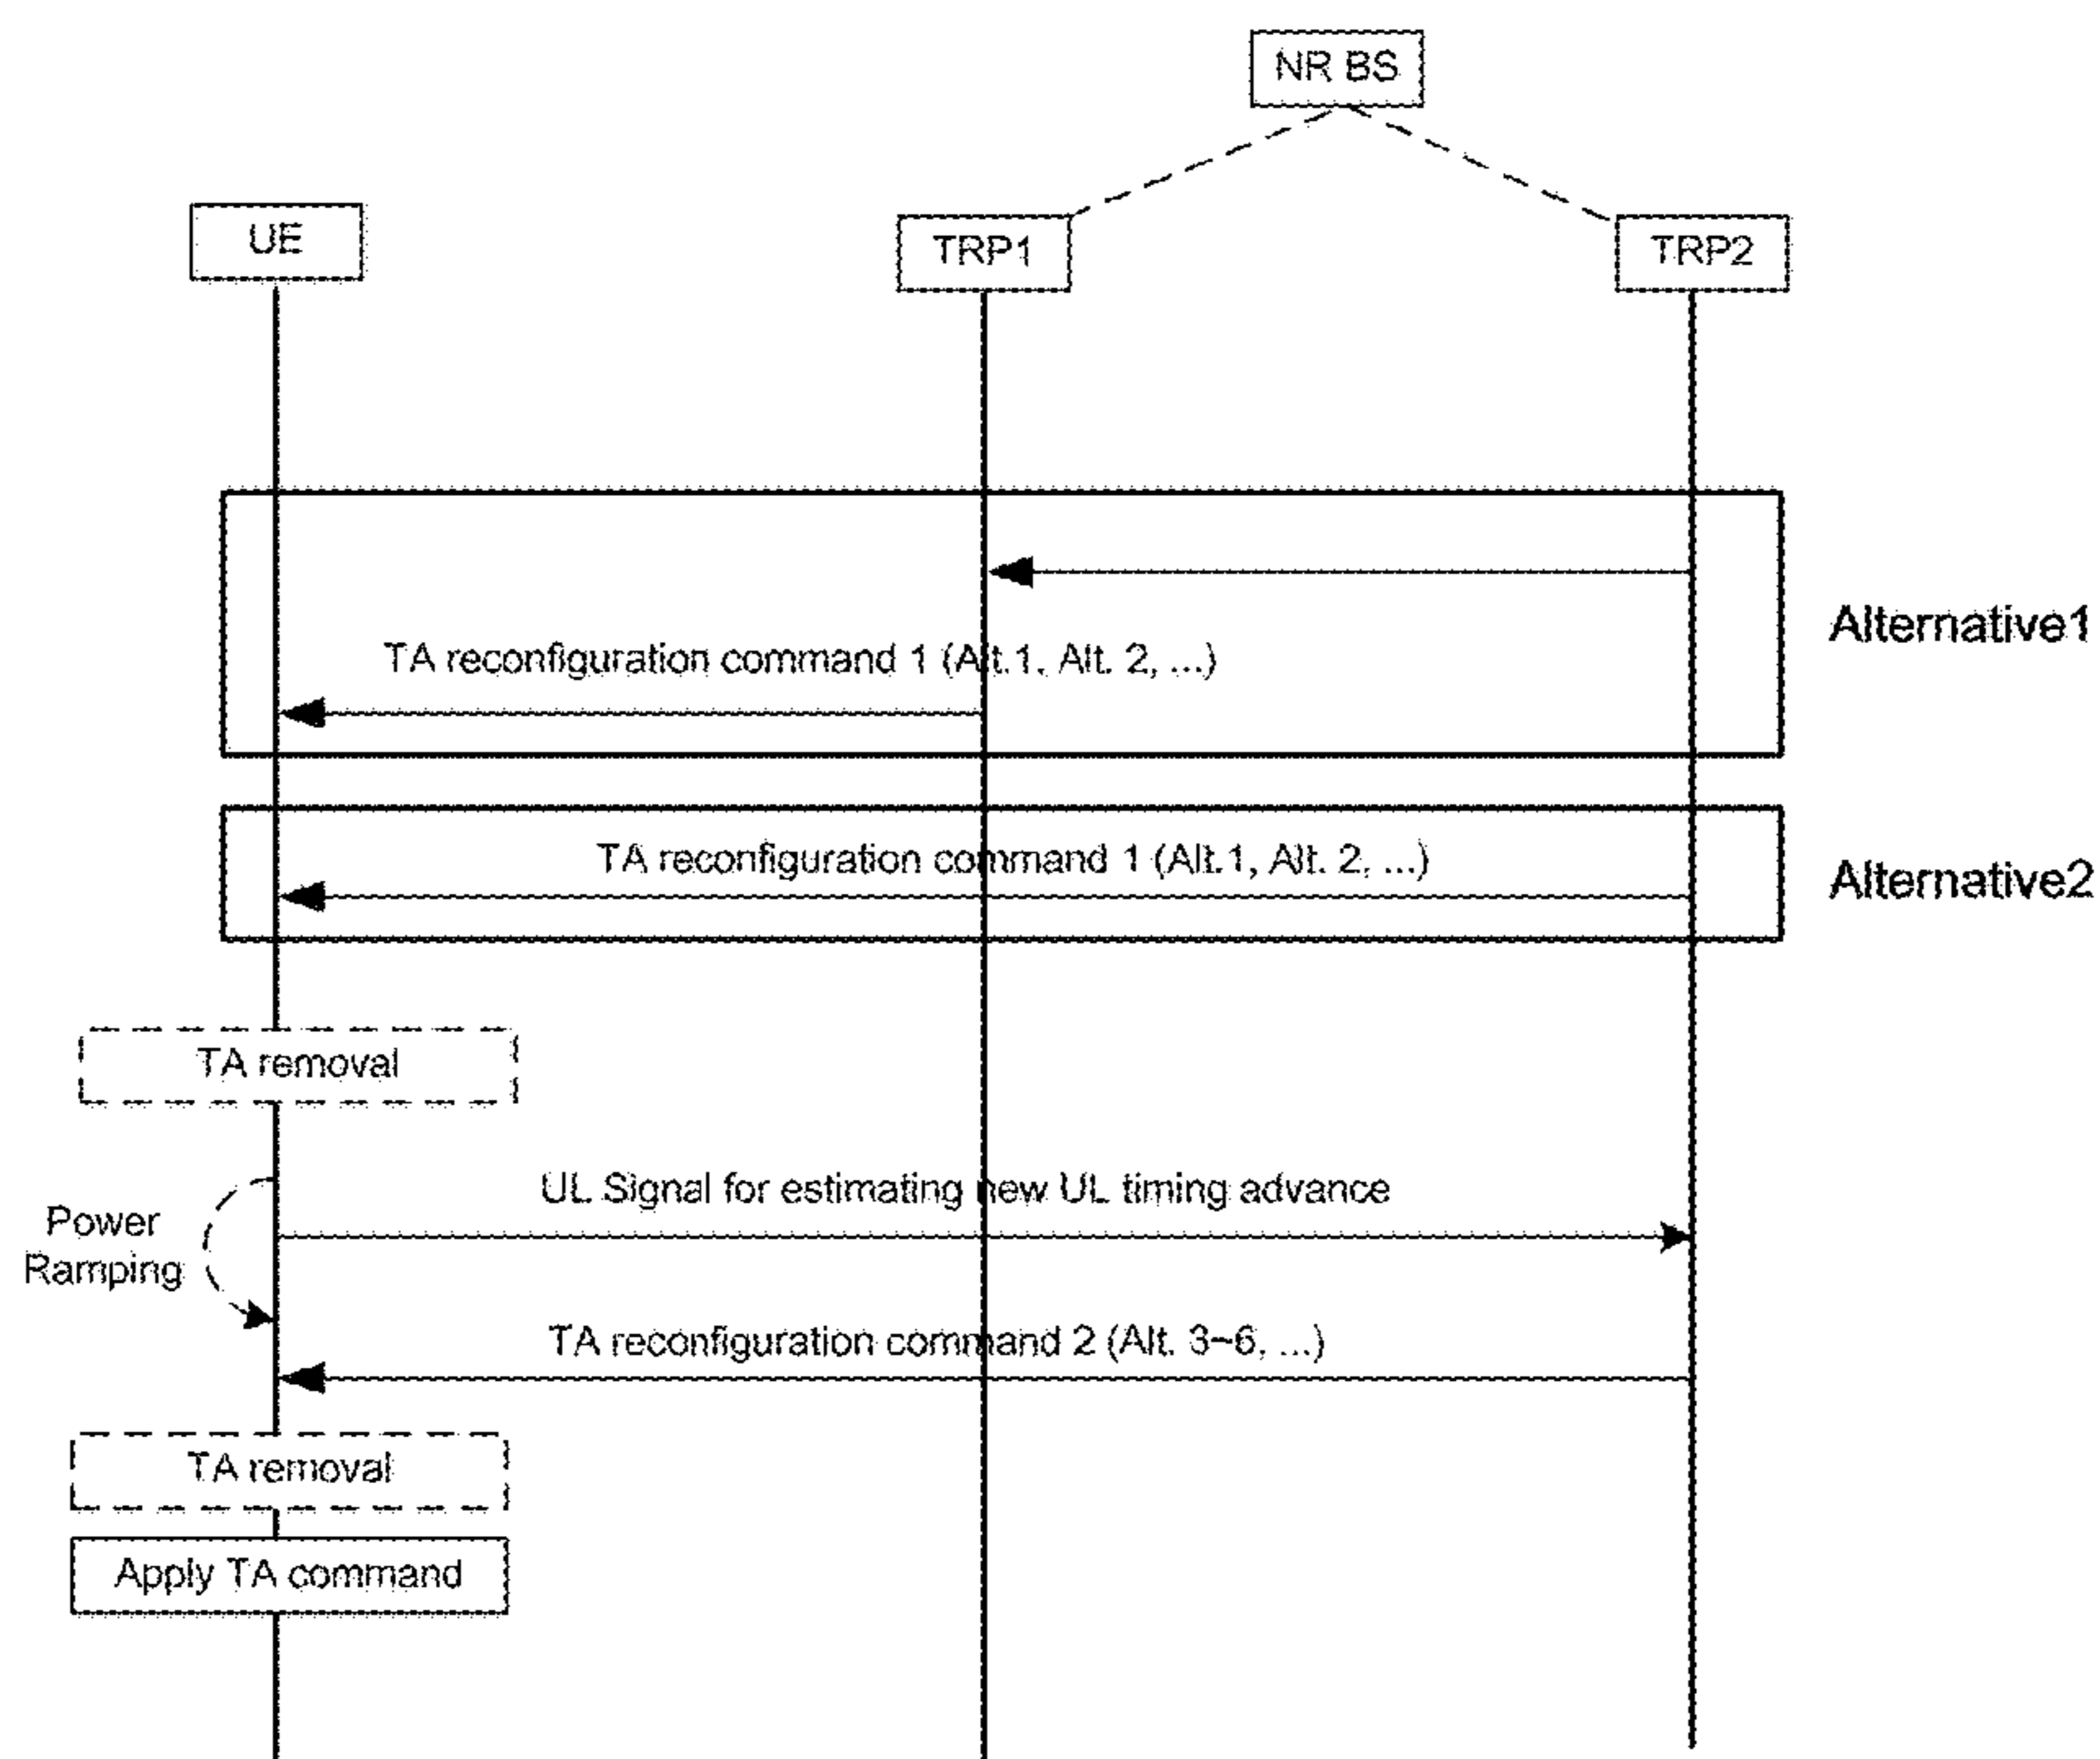 NR BS
UE
TRP1
TRP2
TA reconfiguration command 1 (Alt.1, Alt. 2, ...)
Alternative1
TA reconfiguration command 1 (Alt.1, Alt. 2, ...)
Alternative2
TA removal
UL Signal for estimating new UL timing advance
Power
Ramping
TA reconfiguration command 2 (Alt. 3~6, ...)
TA removal
Apply TA command